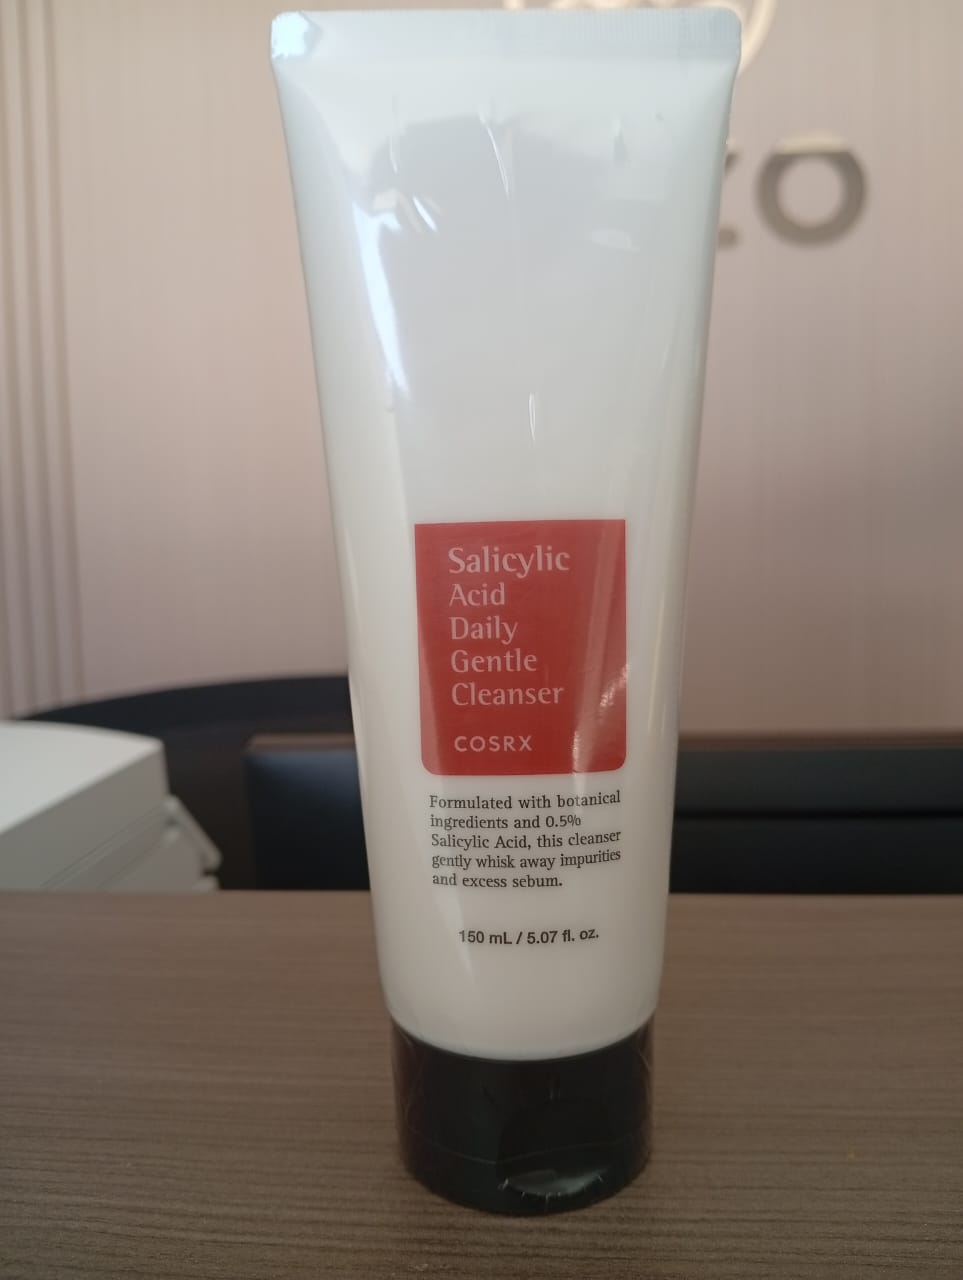 Salicylic
Acid
Daily
Gentle
Cleanser
COSRX
Formulated with botanical
ingredients and 0.5%
Salicylic Acid, this cleanser
gently whisk away impurities
and excess sebum.
150 mL / 5.07 fl. oz.